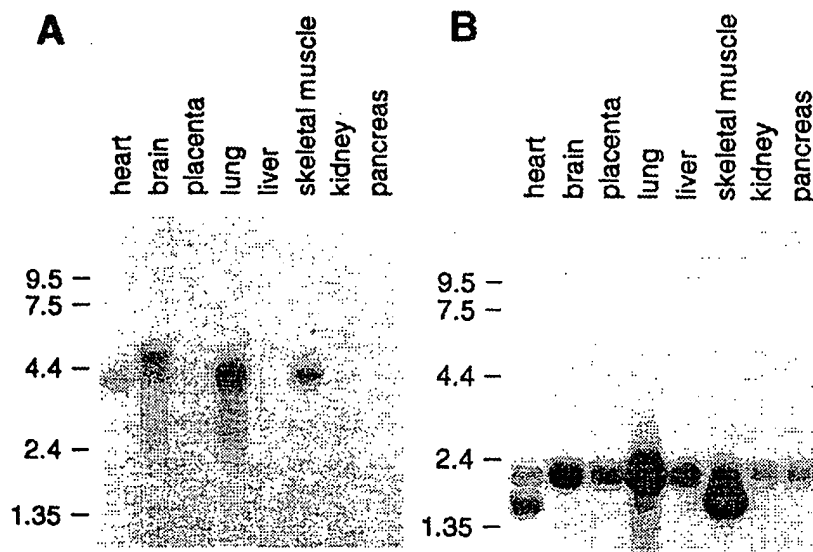 A
heart
brain
placenta
lung
liver
skeletal muscle
kidney
pancreas
9.5
7.5
4.4
2.4
1.35
B
heart
brain
placenta
lung
liver
skeletal muscle
kidney
pancreas
9.5
7.5
4.4
2.4
1.35